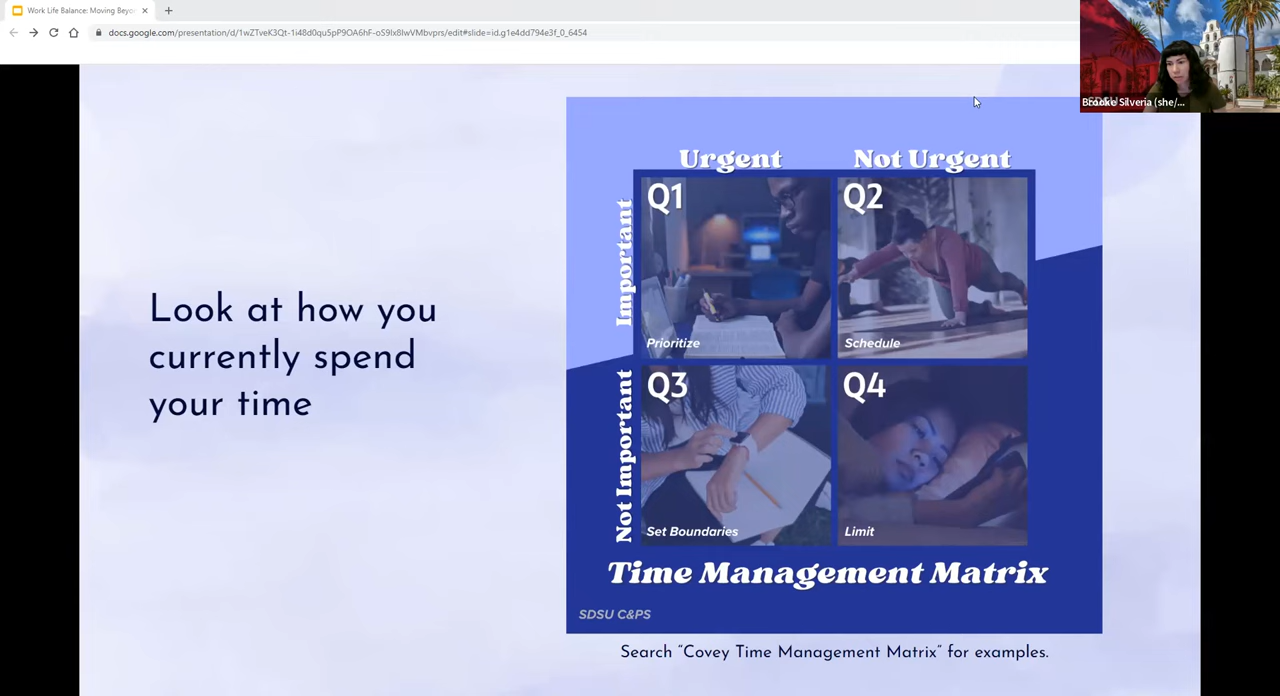 Work Life Balance: Moving Beyo
docs.google.com/presentation/d/1wZTveK3Qt-1i48d0qu5pP9OA6hF-oS9Ix8IwVMbvprs/edit#slide=id.g1e4dd794e3f_0_6454
Brooke Silveria (she/...
Look at how you
currently spend
your time
Urgent
Not Urgent
Important
Q1
Prioritize
Q2
Schedule
Not Important
Q3
Set Boundaries
Q4
Limit
Time Management Matrix
SDSU C&PS
Search “Covey Time Management Matrix” for examples.